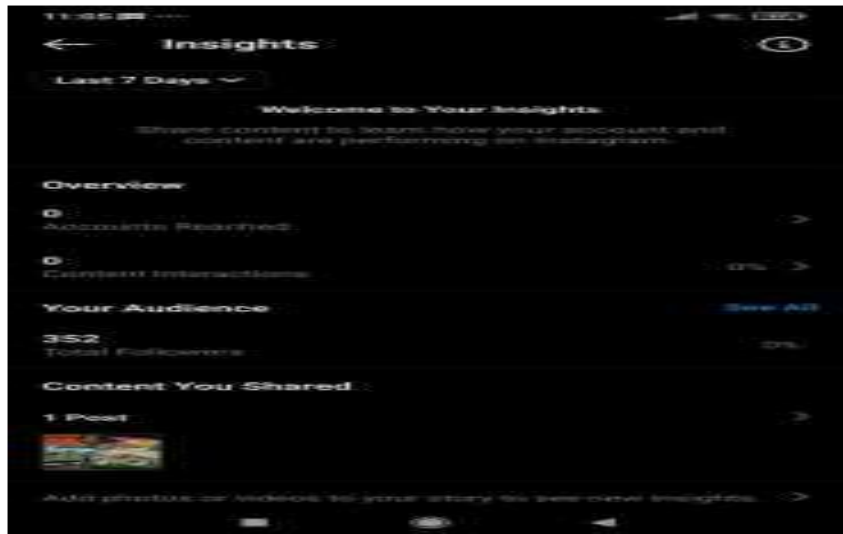 11:05
Insights
Last 7 Days
Welcome to Your Insights
Share content to learn how your account and
content are performing on Instagram.
Overview
0
Accounts Reached
0
Content Interactions
0%
Your Audience
See All
352
Total Followers
0%
Content You Shared
1 Post
Add photos or videos to your story to see new insights.